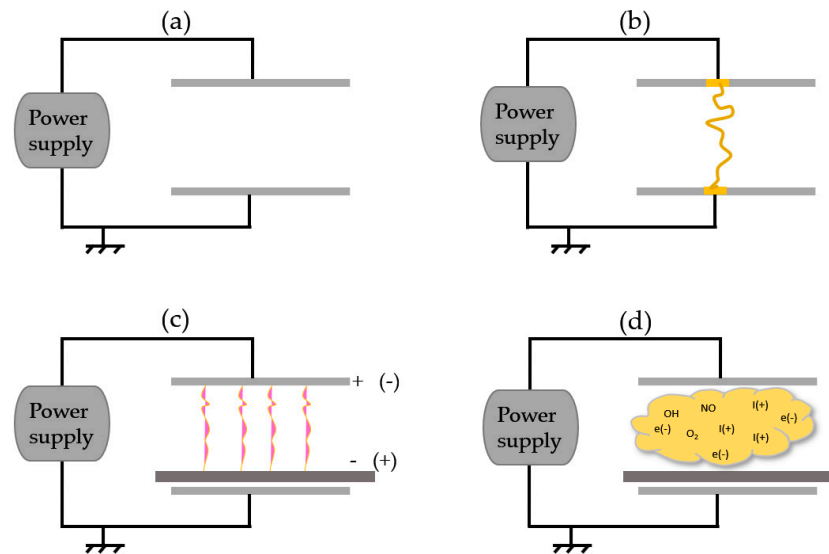 (a)
Power
supply
(b)
Power
supply
(c)
Power
supply
+ (-)
- (+)
(d)
Power
supply
OH NO I(+)
e(-) O₂ I(+) e(-)
I(+)
e(-)